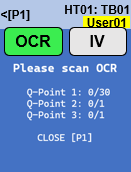 <[P1] HT01: TB01
User01
OCR IV
Please scan OCR
Q-Point 1: 0/30
Q-Point 2: 0/1
Q-Point 3: 0/1
CLOSE [P1]